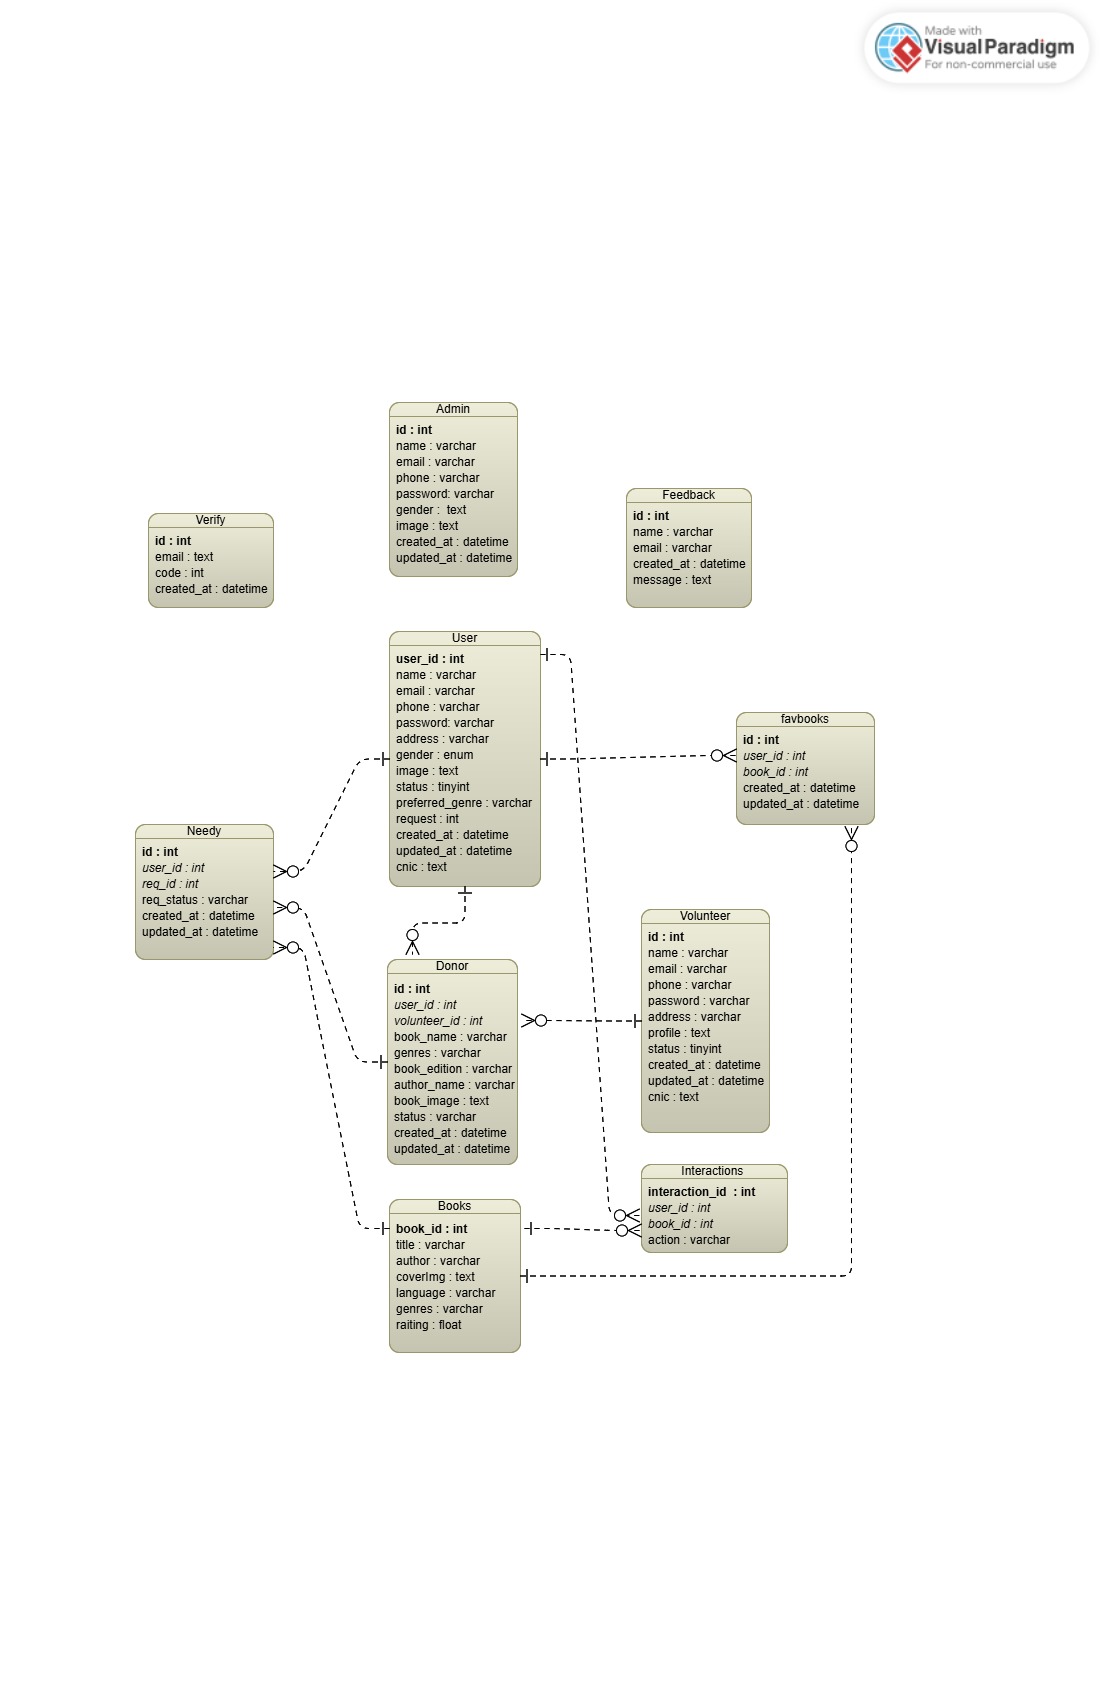 Made with
Visual Paradigm
For non-commercial use
Admin
id : int
name : varchar
email : varchar
phone : varchar
password: varchar
gender :  text
image : text
created_at : datetime
updated_at : datetime
Feedback
id : int
name : varchar
email : varchar
created_at : datetime
message : text
Verify
id : int
email : text
code : int
created_at : datetime
User
user_id : int
name : varchar
email : varchar
phone : varchar
password: varchar
address : varchar
gender : enum
image : text
status : tinyint
preferred_genre : varchar
request : int
created_at : datetime
updated_at : datetime
cnic : text
favbooks
id : int
user_id : int
book_id : int
created_at : datetime
updated_at : datetime
Needy
id : int
user_id : int
req_id : int
req_status : varchar
created_at : datetime
updated_at : datetime
Volunteer
id : int
name : varchar
email : varchar
phone : varchar
password : varchar
address : varchar
profile : text
status : tinyint
created_at : datetime
updated_at : datetime
cnic : text
Donor
id : int
user_id : int
volunteer_id : int
book_name : varchar
genres : varchar
book_edition : varchar
author_name : varchar
book_image : text
status : varchar
created_at : datetime
updated_at : datetime
Interactions
interaction_id  : int
user_id : int
book_id : int
action : varchar
Books
book_id : int
title : varchar
author : varchar
coverImg : text
language : varchar
genres : varchar
raiting : float